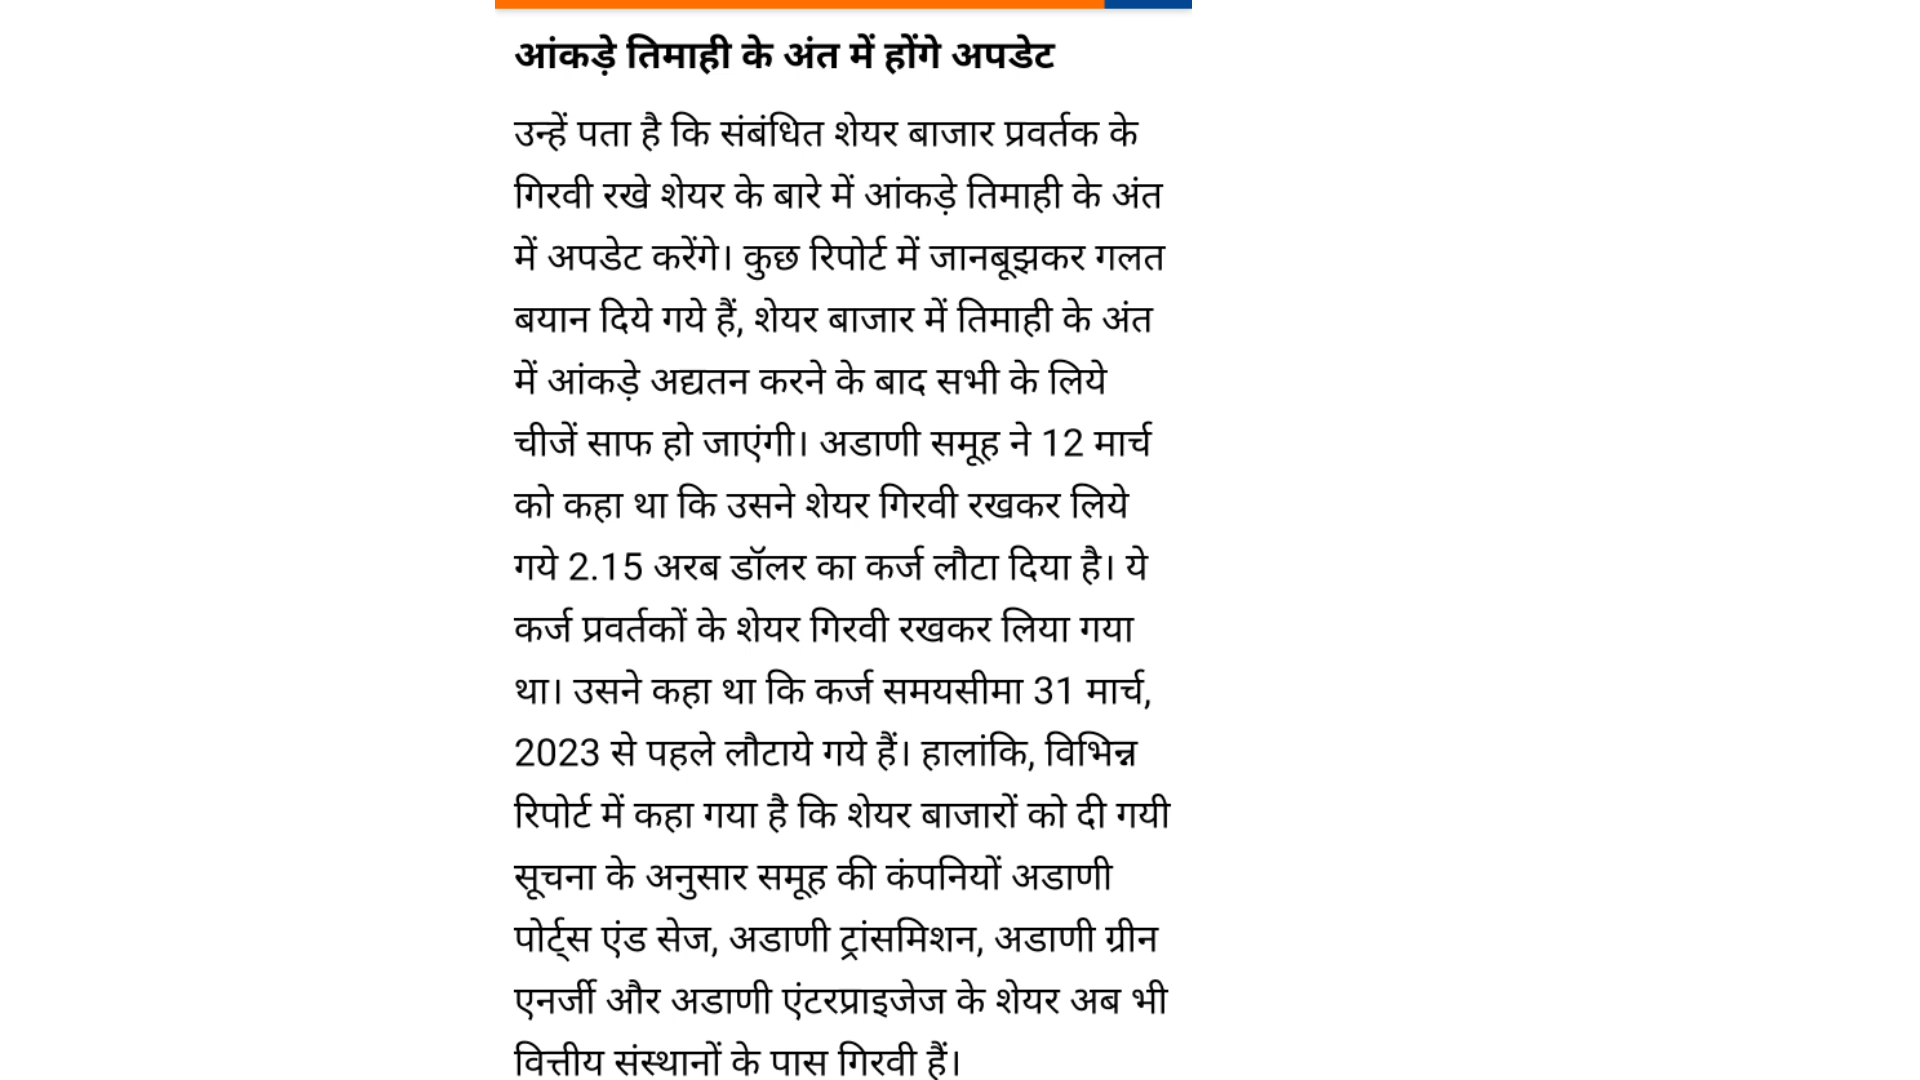 आंकड़े तिमाही के अंत में होंगे अपडेट
उन्हें पता है कि संबंधित शेयर बाजार प्रवर्तक के
गिरवी रखे शेयर के बारे में आंकड़े तिमाही के अंत
में अपडेट करेंगे। कुछ रिपोर्ट में जानबूझकर गलत
बयान दिये गये हैं, शेयर बाजार में तिमाही के अंत
में आंकड़े अद्यतन करने के बाद सभी के लिये
चीजें साफ हो जाएंगी। अडाणी समूह ने 12 मार्च
को कहा था कि उसने शेयर गिरवी रखकर लिये
गये 2.15 अरब डॉलर का कर्ज लौटा दिया है। ये
कर्ज प्रवर्तकों के शेयर गिरवी रखकर लिया गया
था। उसने कहा था कि कर्ज समयसीमा 31 मार्च,
2023 से पहले लौटाये गये हैं। हालांकि, विभिन्न
रिपोर्ट में कहा गया है कि शेयर बाजारों को दी गयी
सूचना के अनुसार समूह की कंपनियों अडाणी
पोर्ट्स एंड सेज, अडाणी ट्रांसमिशन, अडाणी ग्रीन
एनर्जी और अडाणी एंटरप्राइजेज के शेयर अब भी
वित्तीय संस्थानों के पास गिरवी हैं।